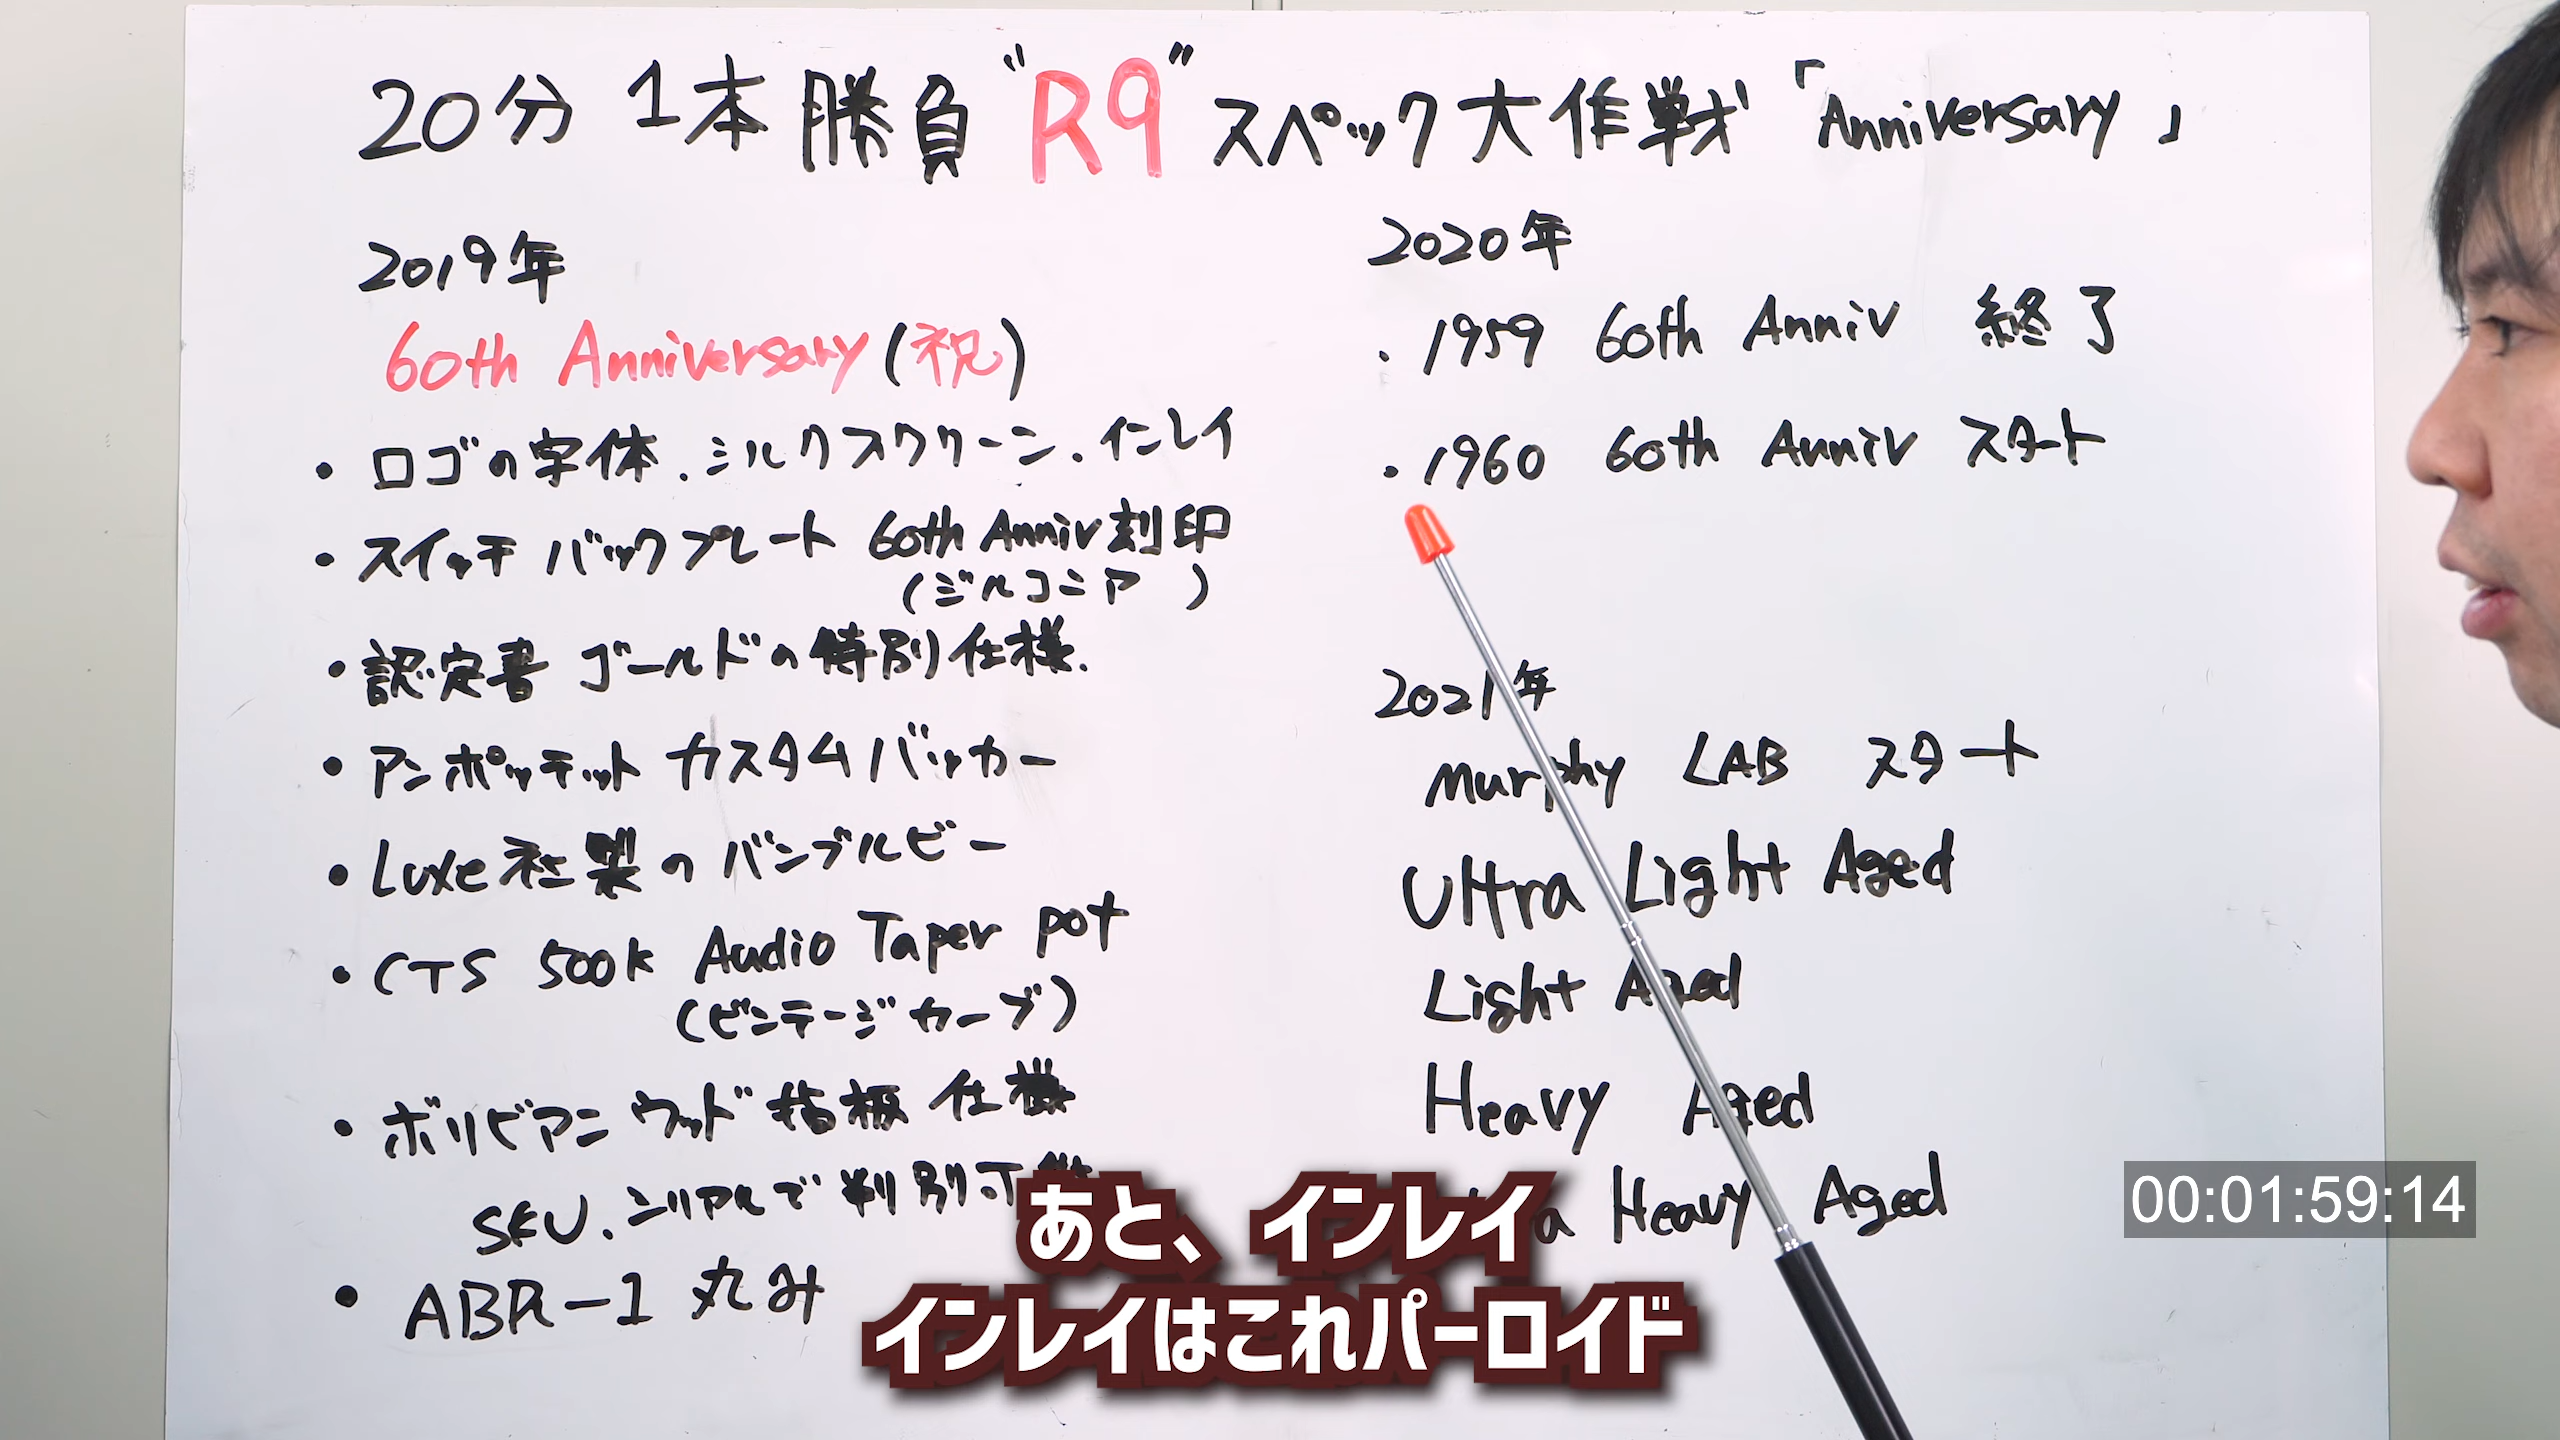 20分 1本勝負 "R9" スペック大作戦「Anniversary」
2019年
60th Anniversary (祝)
・ロゴの字体.シルクスクリーン.インレイ
・スイッチバックプレート 60th Anniv刻印
(ジルコニア )
・認定書 ゴールドの特別仕様.
・アンポッテット カスタムバッカー
・Luxe社製のバンブルビー
・CTS 500k Audio Taper pot
(ビンテージカーブ)
・ボリビアンウッド指板仕様
SKU.シリアルで判別可能
・ABR-1 丸み
2020年
・1959 60th Anniv 終了
・1960 60th Anniv スタート
2021年
Murphy LAB スタート
Ultra Light Aged
Light Aged
Heavy Aged
Heavy Aged
あと、インレイ
インレイはこれパーロイド
00:01:59:14